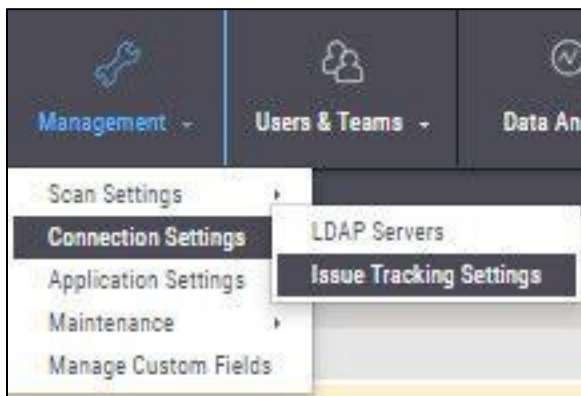 Management
Users & Teams
Data An
Scan Settings
Connection Settings
LDAP Servers
Application Settings
Issue Tracking Settings
Maintenance
Manage Custom Fields